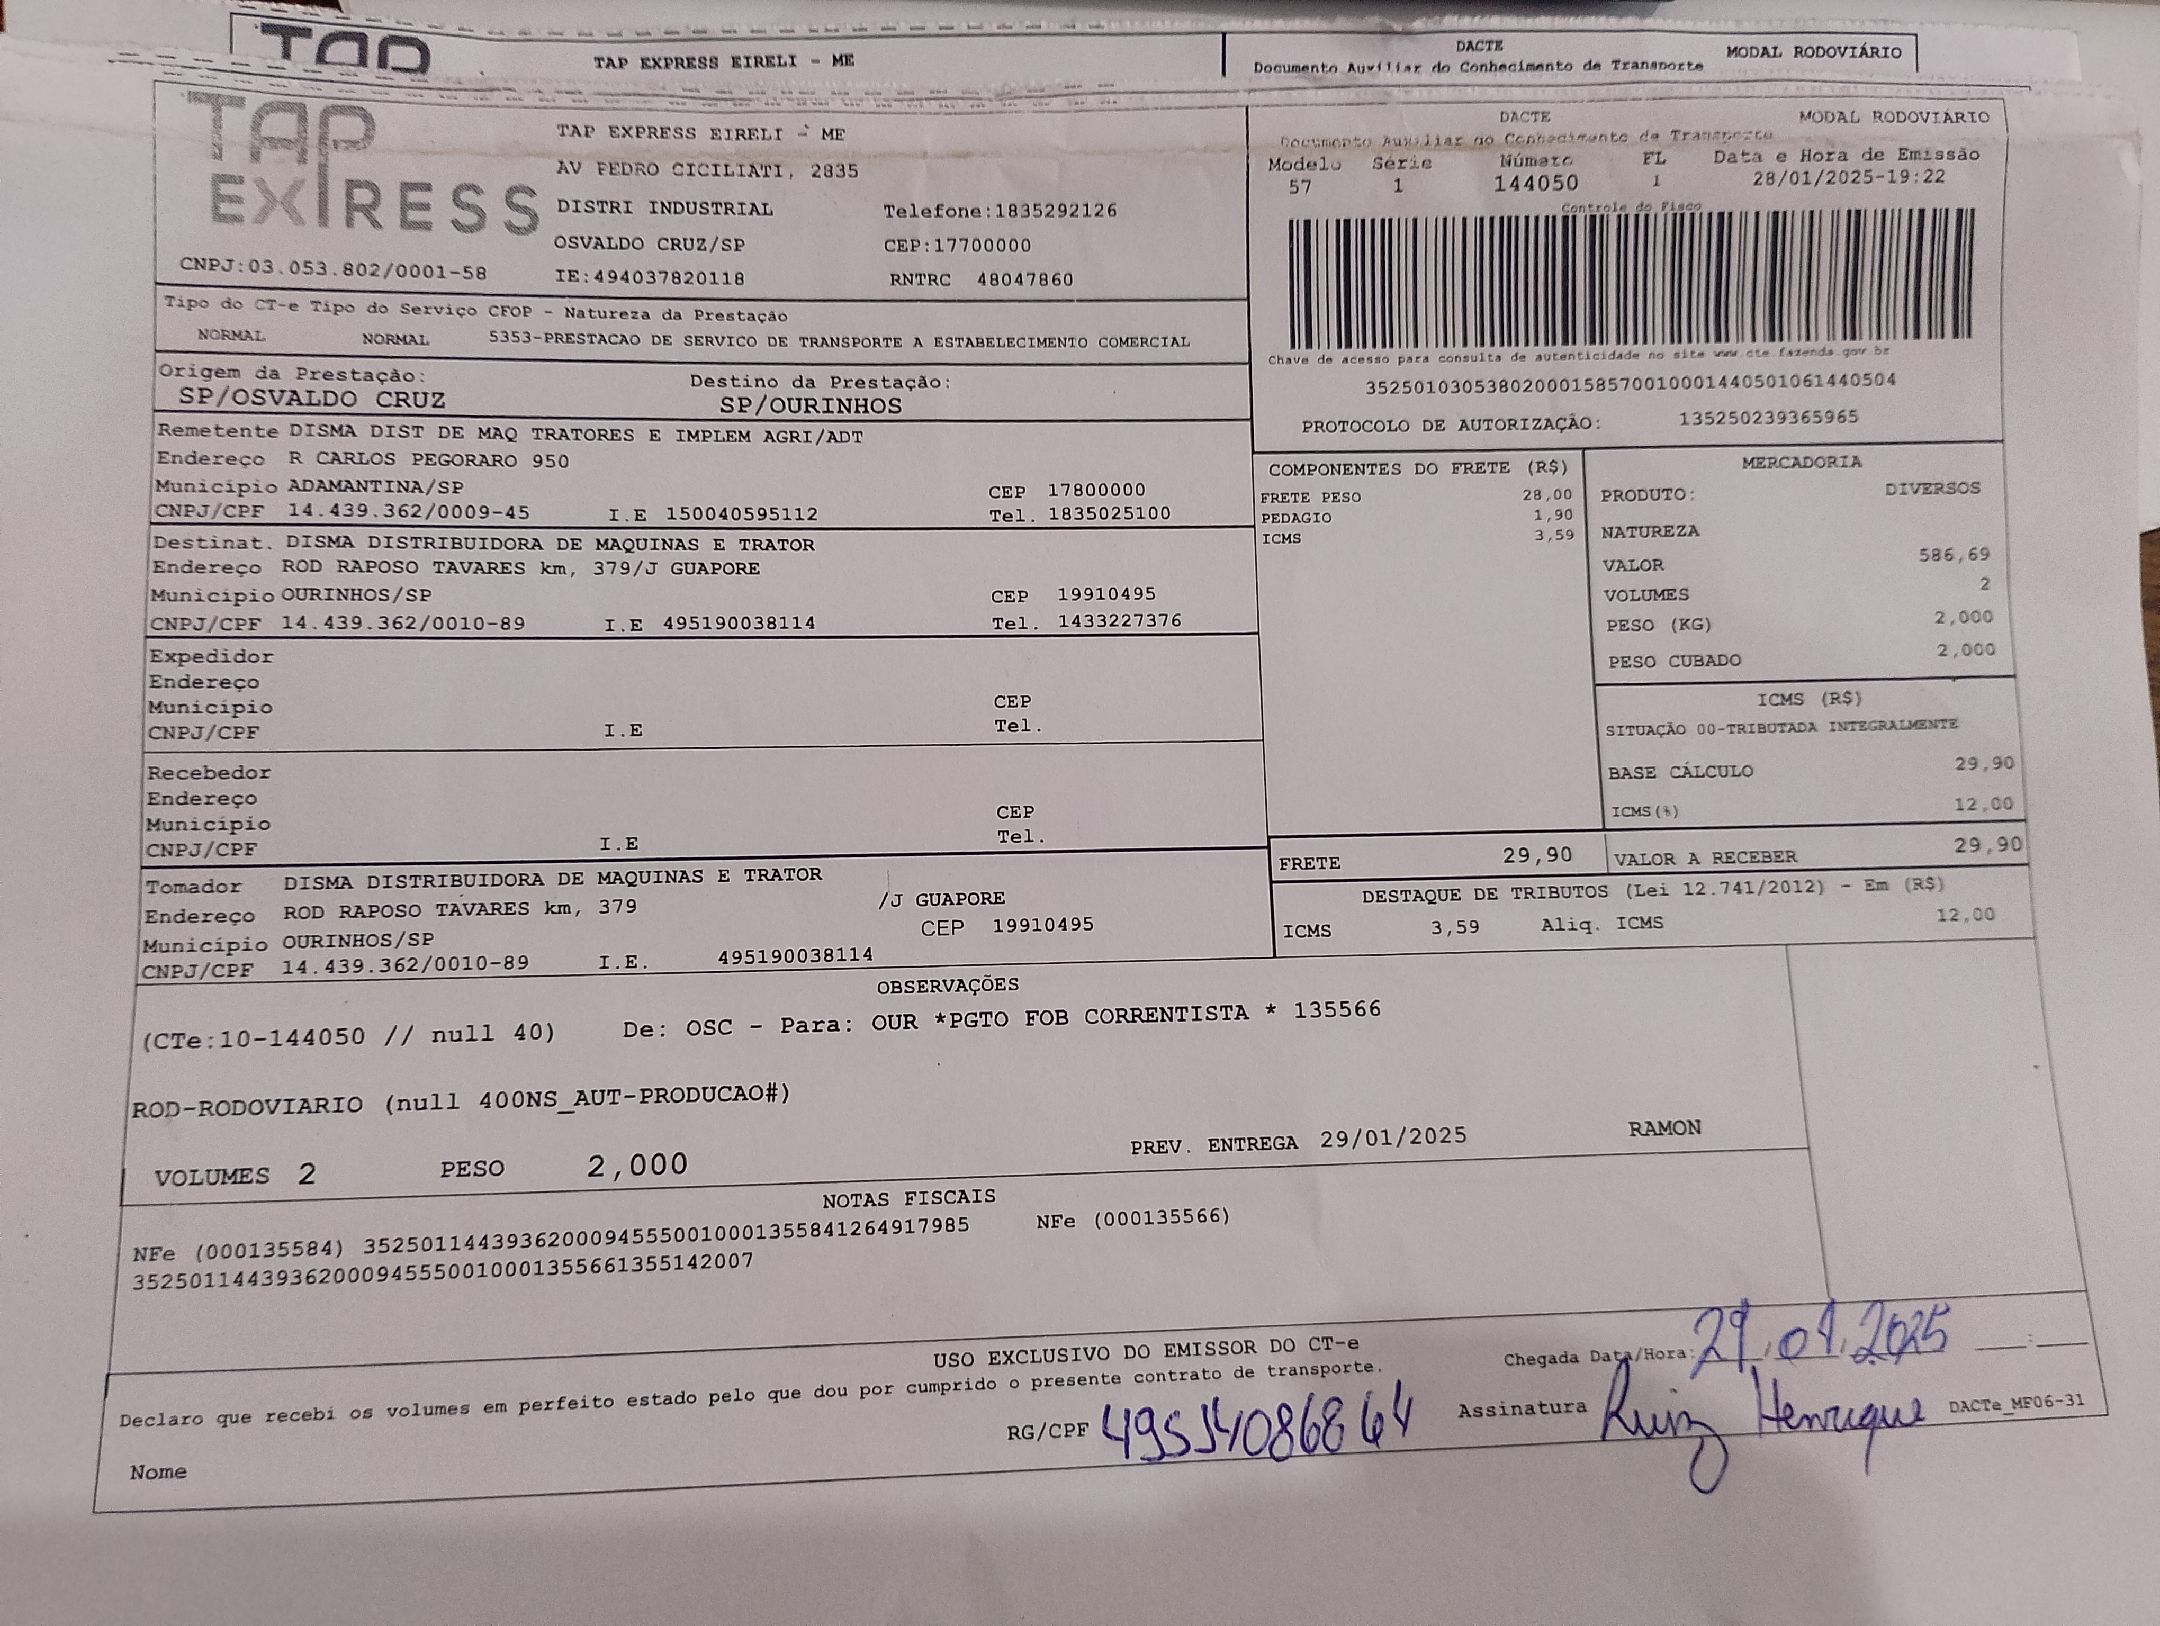 TAP
TAP EXPRESS EIRELI - ME
DACTE
MODAL RODOVIÁRIO
Documento Auxiliar do Conhecimento de Transporte
TAP EXPRESS
TAP EXPRESS EIRELI - ME
AV PEDRO CICILIATI, 2835
DISTRI INDUSTRIAL Telefone:1835292126
OSVALDO CRUZ/SP CEP:17700000
CNPJ:03.053.802/0001-58 IE:494037820118 RNTRC 48047860
DACTE MODAL RODOVIÁRIO
Documento Auxiliar do Conhecimento de Transporte
Modelo Série Número FL Data e Hora de Emissão
57 1 144050 1 28/01/2025-19:22
Controle do Fisco
Chave de acesso para consulta de autenticidade no site www.cte.fazenda.gov.br
35250103053802000158570010001440501061440504
PROTOCOLO DE AUTORIZAÇÃO: 135250239365965
Tipo do CT-e Tipo do Serviço CFOP - Natureza da Prestação
NORMAL NORMAL 5353-PRESTACAO DE SERVICO DE TRANSPORTE A ESTABELECIMENTO COMERCIAL
Origem da Prestação: Destino da Prestação:
SP/OSVALDO CRUZ SP/OURINHOS
Remetente DISMA DIST DE MAQ TRATORES E IMPLEM AGRI/ADT
Endereço R CARLOS PEGORARO 950
Município ADAMANTINA/SP CEP 17800000
CNPJ/CPF 14.439.362/0009-45 I.E 150040595112 Tel. 1835025100
Destinat. DISMA DISTRIBUIDORA DE MAQUINAS E TRATOR
Endereço ROD RAPOSO TAVARES km, 379/J GUAPORE
Município OURINHOS/SP CEP 19910495
CNPJ/CPF 14.439.362/0010-89 I.E 495190038114 Tel. 1433227376
Expedidor
Endereço
Município CEP
CNPJ/CPF I.E Tel.
Recebedor
Endereço
Município CEP
CNPJ/CPF I.E Tel.
Tomador DISMA DISTRIBUIDORA DE MAQUINAS E TRATOR
Endereço ROD RAPOSO TAVARES km, 379 /J GUAPORE
Município OURINHOS/SP CEP 19910495
CNPJ/CPF 14.439.362/0010-89 I.E. 495190038114
COMPONENTES DO FRETE (R$)
FRETE PESO 28,00
PEDAGIO 1,90
ICMS 3,59
MERCADORIA
PRODUTO: DIVERSOS
NATUREZA
VALOR 586,69
VOLUMES 2
PESO (KG) 2,000
PESO CUBADO 2,000
ICMS (R$)
SITUAÇÃO 00-TRIBUTADA INTEGRALMENTE
BASE CÁLCULO 29,90
ICMS(%) 12,00
FRETE 29,90 VALOR A RECEBER 29,90
DESTAQUE DE TRIBUTOS (Lei 12.741/2012) - Em (R$)
ICMS 3,59 Aliq. ICMS 12,00
OBSERVAÇÕES
(CTe:10-144050 // null 40) De: OSC - Para: OUR *PGTO FOB CORRENTISTA * 135566
ROD-RODOVIARIO (null 400NS_AUT-PRODUCAO#)
VOLUMES 2 PESO 2,000 PREV. ENTREGA 29/01/2025 RAMON
NOTAS FISCAIS
NFe (000135584) 35250114439362000945550010001355841264917985 NFe (000135566)
35250114439362000945550010001355661355142007
USO EXCLUSIVO DO EMISSOR DO CT-e
Declaro que recebi os volumes em perfeito estado pelo que dou por cumprido o presente contrato de transporte.
Chegada Data/Hora: 29.01.2025 __:__
Nome RG/CPF 49554086864 Assinatura Ruiz Henrique DACTe_MF06-31